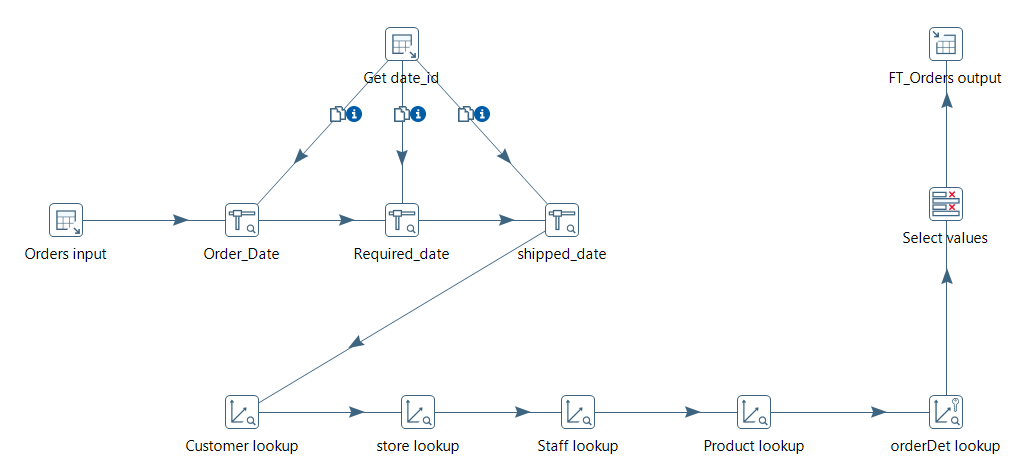 Get date_id
FT_Orders output
Orders input
Order_Date
Required_date
shipped_date
Select values
Customer lookup
store lookup
Staff lookup
Product lookup
orderDet lookup